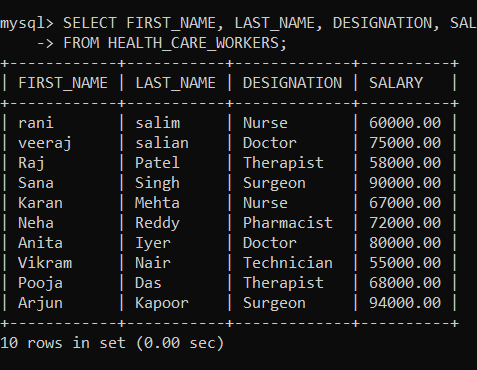 mysql> SELECT FIRST_NAME, LAST_NAME, DESIGNATION, SAL
    -> FROM HEALTH_CARE_WORKERS;
+------------+-----------+-------------+----------+
| FIRST_NAME | LAST_NAME | DESIGNATION | SALARY   |
+------------+-----------+-------------+----------+
| rani       | salim     | Nurse       | 60000.00 |
| veeraj     | salian    | Doctor      | 75000.00 |
| Raj        | Patel     | Therapist   | 58000.00 |
| Sana       | Singh     | Surgeon     | 90000.00 |
| Karan      | Mehta     | Nurse       | 67000.00 |
| Neha       | Reddy     | Pharmacist  | 72000.00 |
| Anita      | Iyer      | Doctor      | 80000.00 |
| Vikram     | Nair      | Technician  | 55000.00 |
| Pooja      | Das       | Therapist   | 68000.00 |
| Arjun      | Kapoor    | Surgeon     | 94000.00 |
+------------+-----------+-------------+----------+
10 rows in set (0.00 sec)